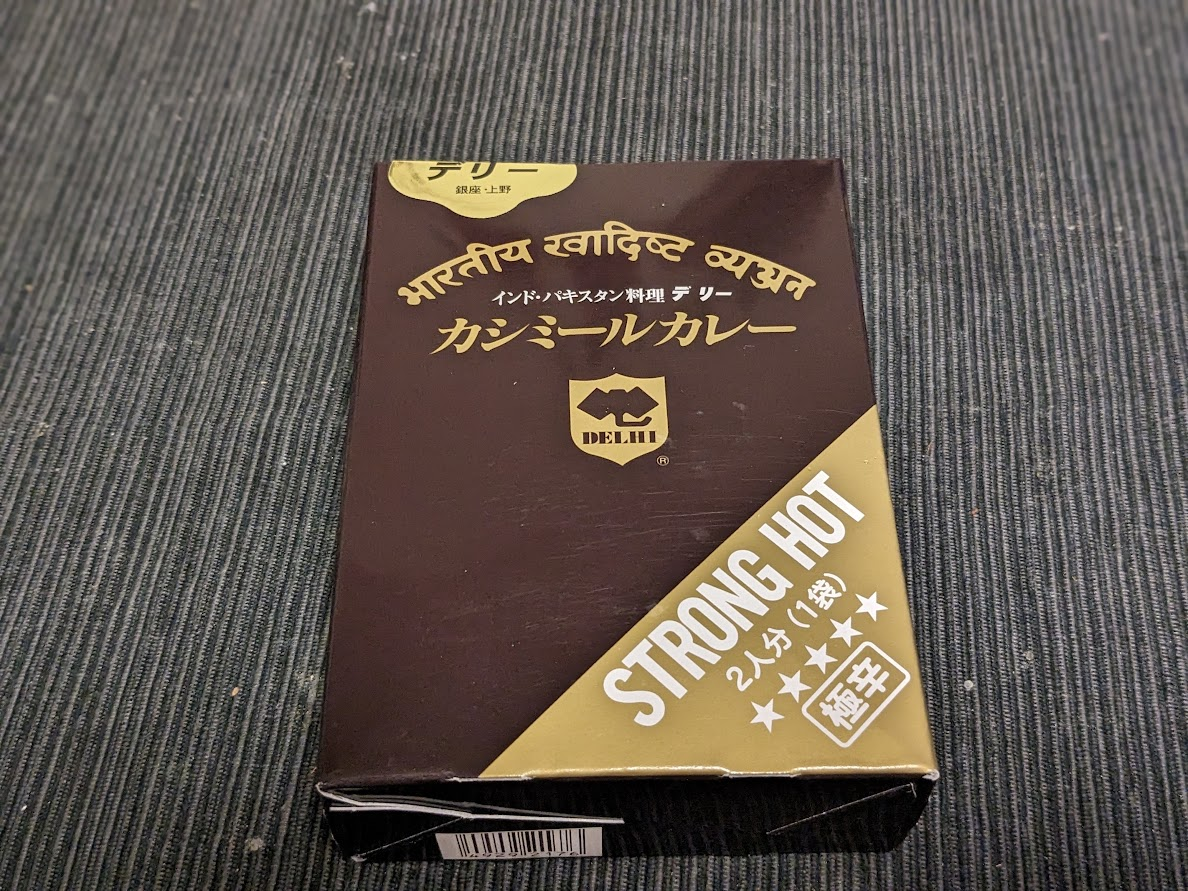 デリー
銀座・上野
भारतीय स्वादिष्ट व्यञ्जन
インド・パキスタン料理 デリー
カシミールカレー
DELHI
®
STRONG HOT
2人分(1袋)
★★★★★
極辛